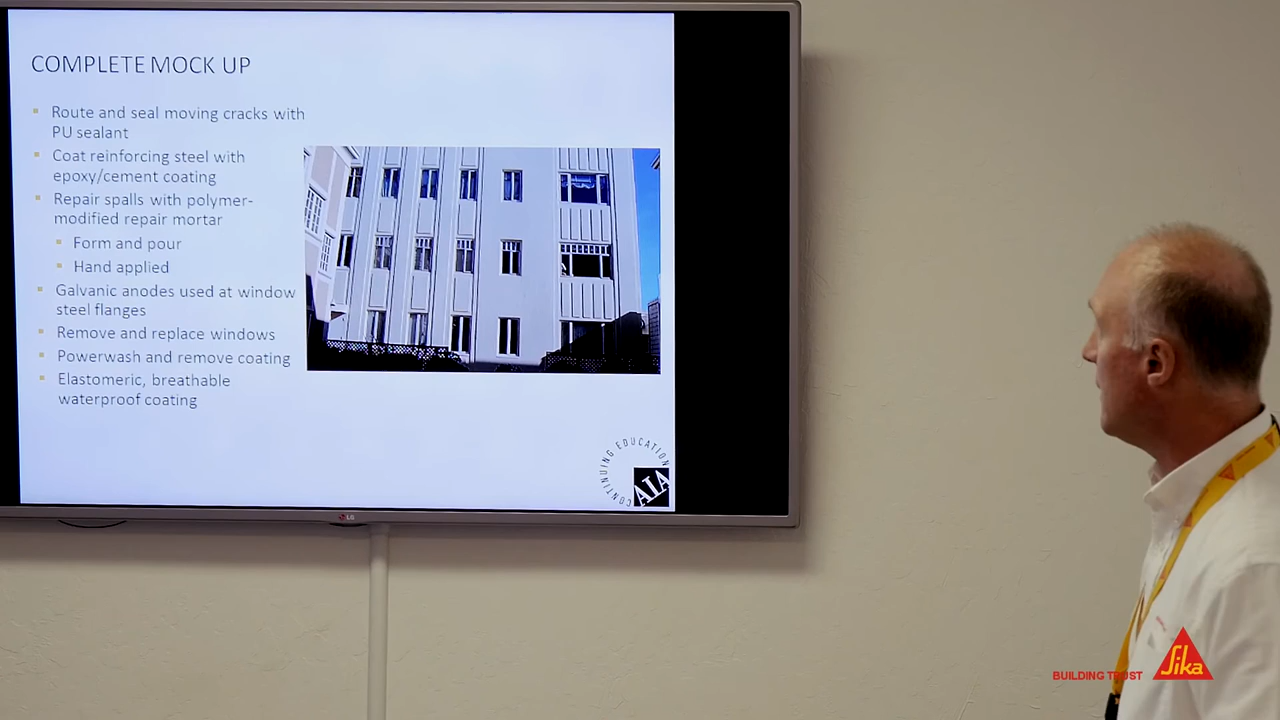 COMPLETE MOCK UP
Route and seal moving cracks with
PU sealant
Coat reinforcing steel with
epoxy/cement coating
Repair spalls with polymer-
modified repair mortar
Form and pour
Hand applied
Galvanic anodes used at window
steel flanges
Remove and replace windows
Powerwash and remove coating
Elastomeric, breathable
waterproof coating
CONTINUING EDUCATION
AIA
LG
BUILDING TRUST
Sika